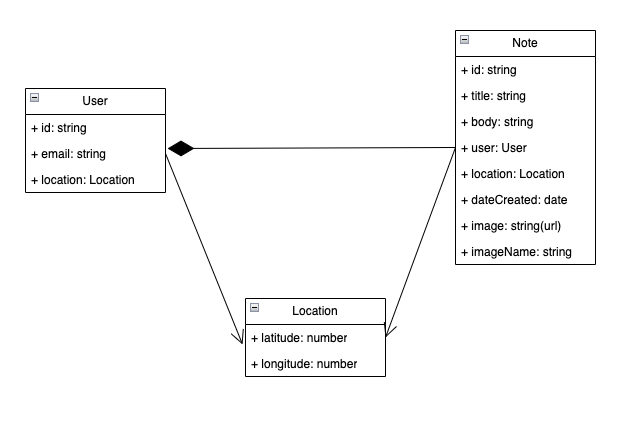 User
+ id: string
+ email: string
+ location: Location
Note
+ id: string
+ title: string
+ body: string
+ user: User
+ location: Location
+ dateCreated: date
+ image: string(url)
+ imageName: string
Location
+ latitude: number
+ longitude: number